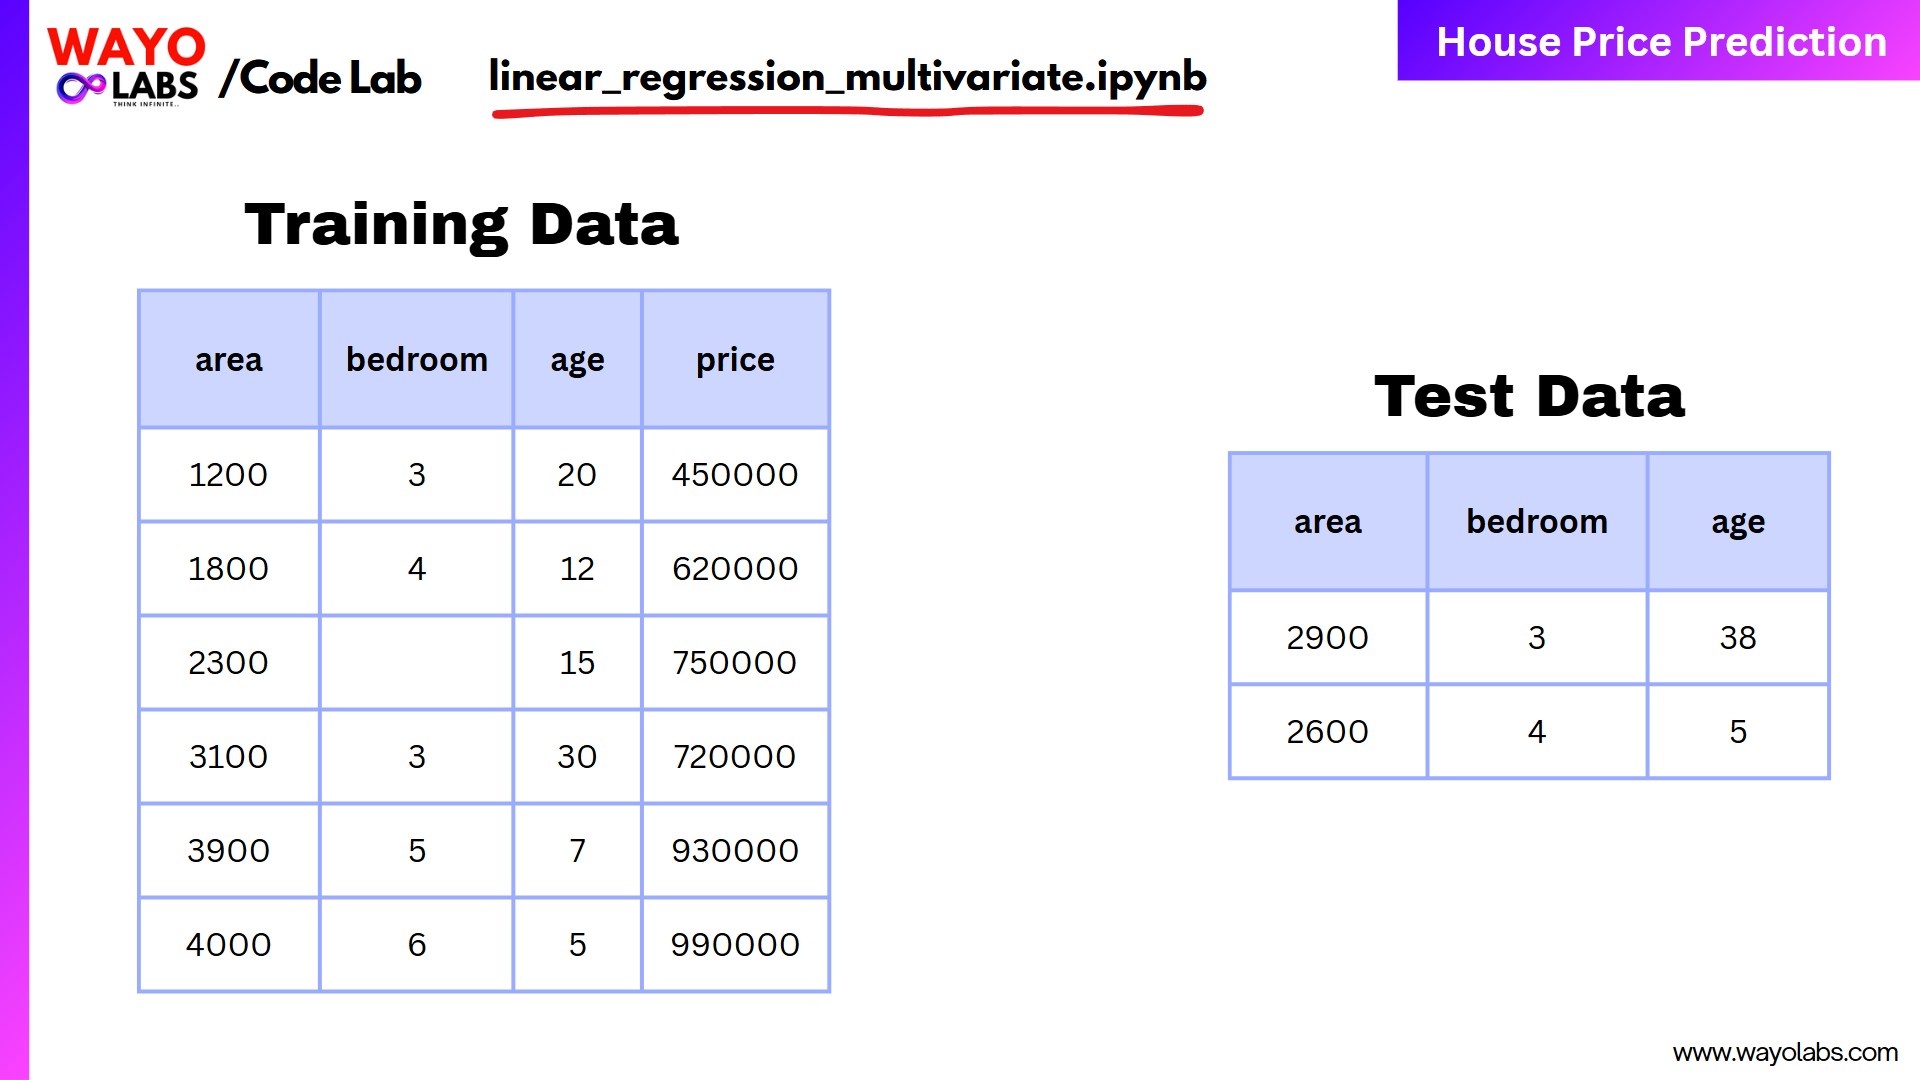 WAYO
LABS
THINK INFINITE..
/Code Lab
linear_regression_multivariate.ipynb
House Price Prediction
Training Data
area bedroom age price
1200 3 20 450000
1800 4 12 620000
2300 15 750000
3100 3 30 720000
3900 5 7 930000
4000 6 5 990000
Test Data
area bedroom age
2900 3 38
2600 4 5
www.wayolabs.com